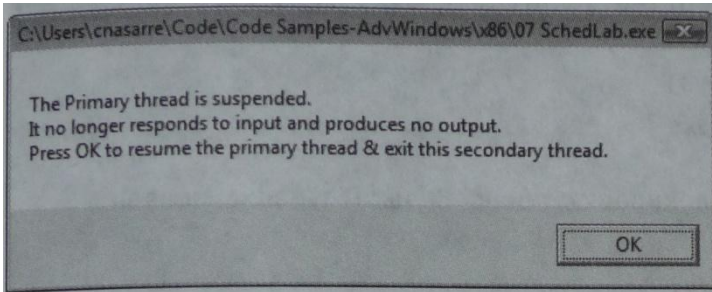 C:\Users\cnasarre\Code\Code Samples-AdvWindows\x86\07 SchedLab.exe
The Primary thread is suspended.
It no longer responds to input and produces no output.
Press OK to resume the primary thread & exit this secondary thread.
OK